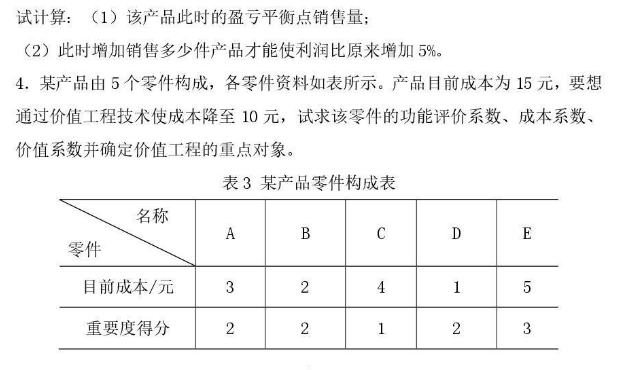 试计算：（1）该产品此时的盈亏平衡点销售量；
（2）此时增加销售多少件产品才能使利润比原来增加 5%。
4．某产品由 5 个零件构成，各零件资料如表所示。产品目前成本为 15 元，要想
通过价值工程技术使成本降至 10 元，试求该零件的功能评价系数、成本系数、
价值系数并确定价值工程的重点对象。
表 3 某产品零件构成表
名称 A B C D E
零件
目前成本/元 3 2 4 1 5
重要度得分 2 2 1 2 3